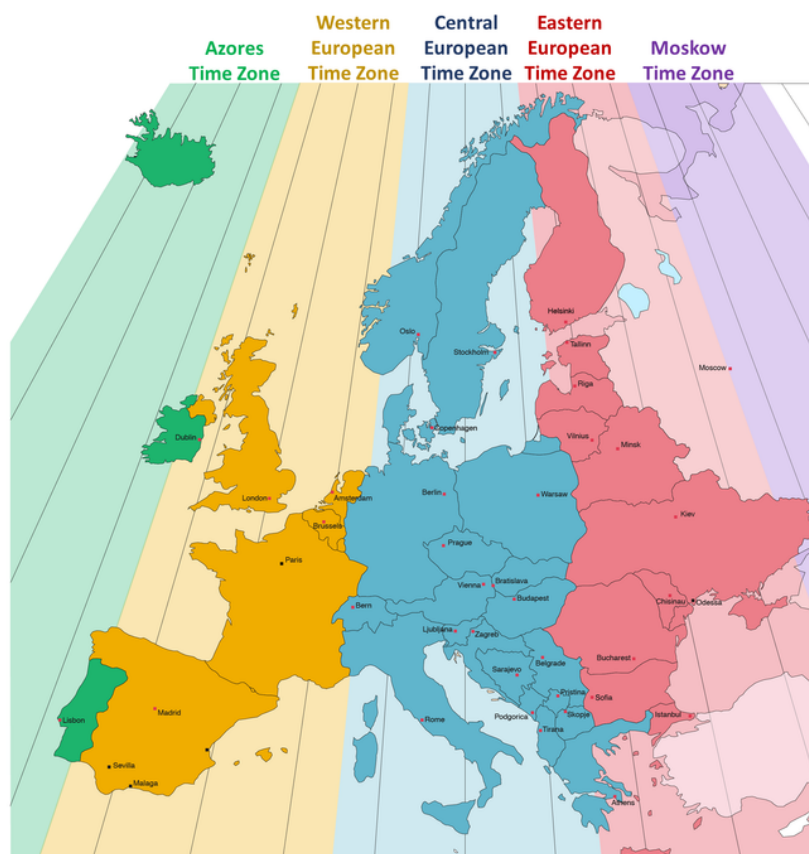 Azores
Time Zone
Western
European
Time Zone
Central
European
Time Zone
Eastern
European
Time Zone
Moskow
Time Zone
Helsinki
Oslo
Tallinn
Stockholm
Moscow
Riga
Copenhagen
Dublin
Vilnius
Minsk
London
Amsterdam
Berlin
Warsaw
Brussels
Kiev
Prague
Paris
Vienna
Bratislava
Bern
Budapest
Chisinau
Odessa
Ljubljana
Zagreb
Belgrade
Bucharest
Sarajevo
Pristina
Sofia
Madrid
Lisbon
Rome
Podgorica
Skopje
Istanbul
Tirana
Sevilla
Malaga
Athens